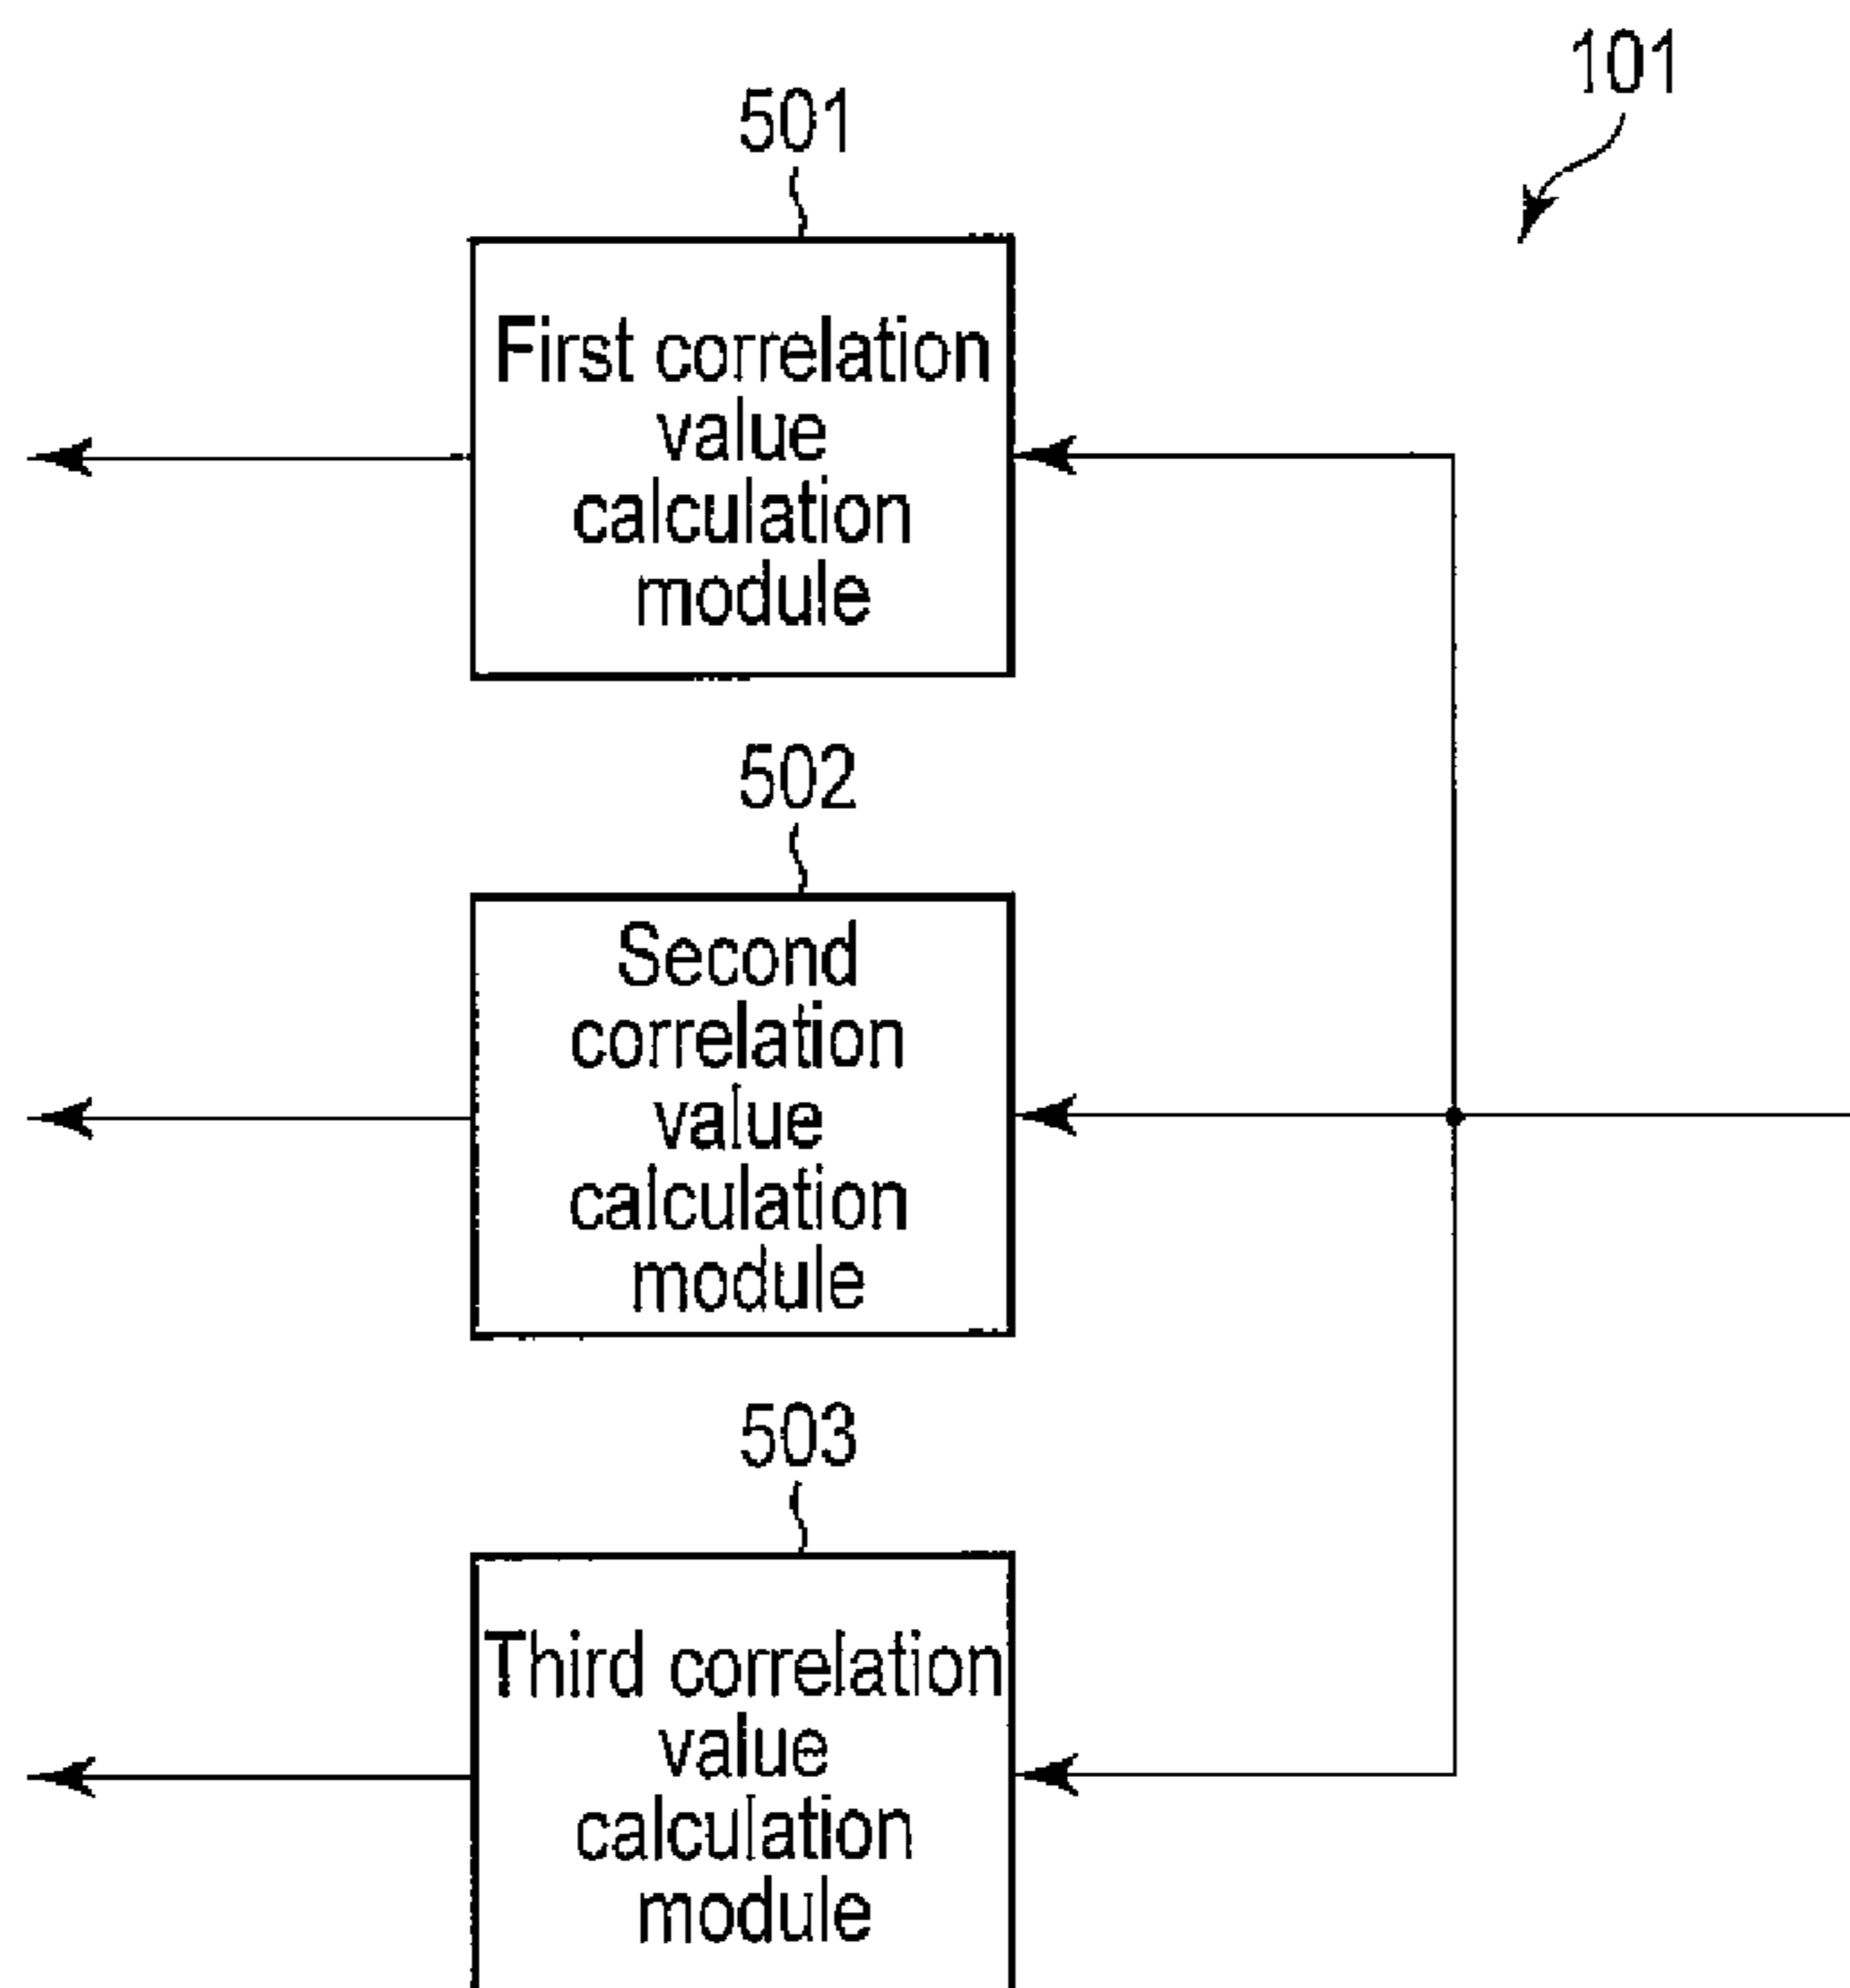 101
501
First correlation
value
calculation
module
502
Second
correlation
value
calculation
module
503
Third correlation
value
calculation
module